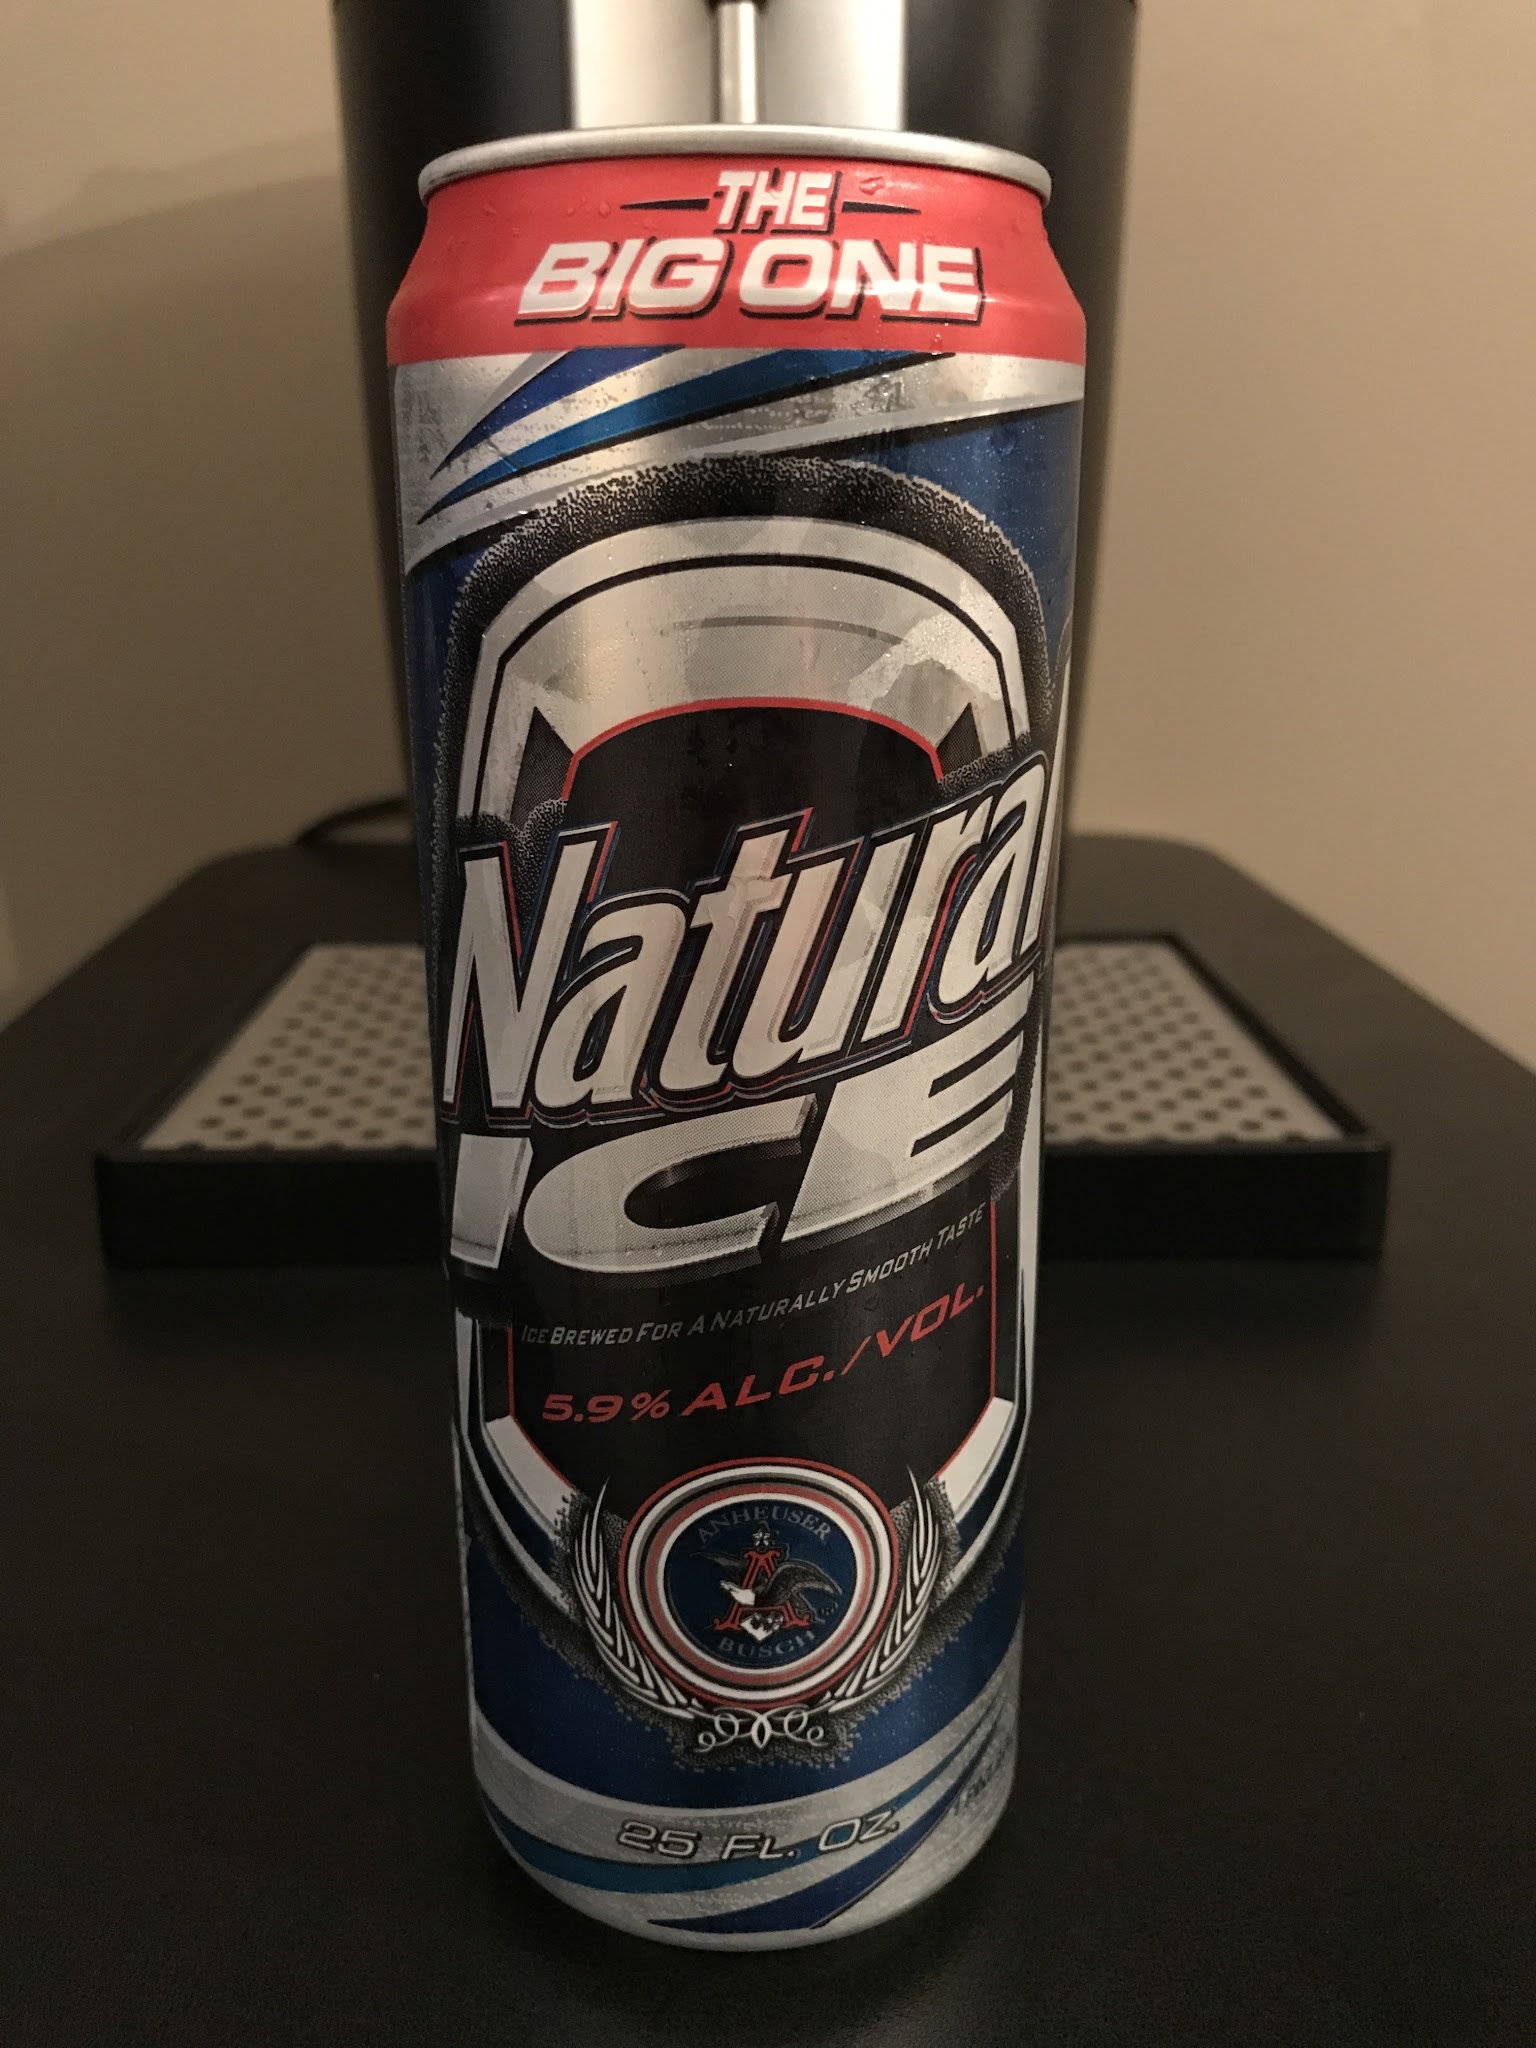 THE
BIG ONE
Natural
ICE
ICE BREWED FOR A NATURALLY SMOOTH TASTE
5.9% ALC./VOL.
ANHEUSER
A
BUSCH
25 FL. OZ.